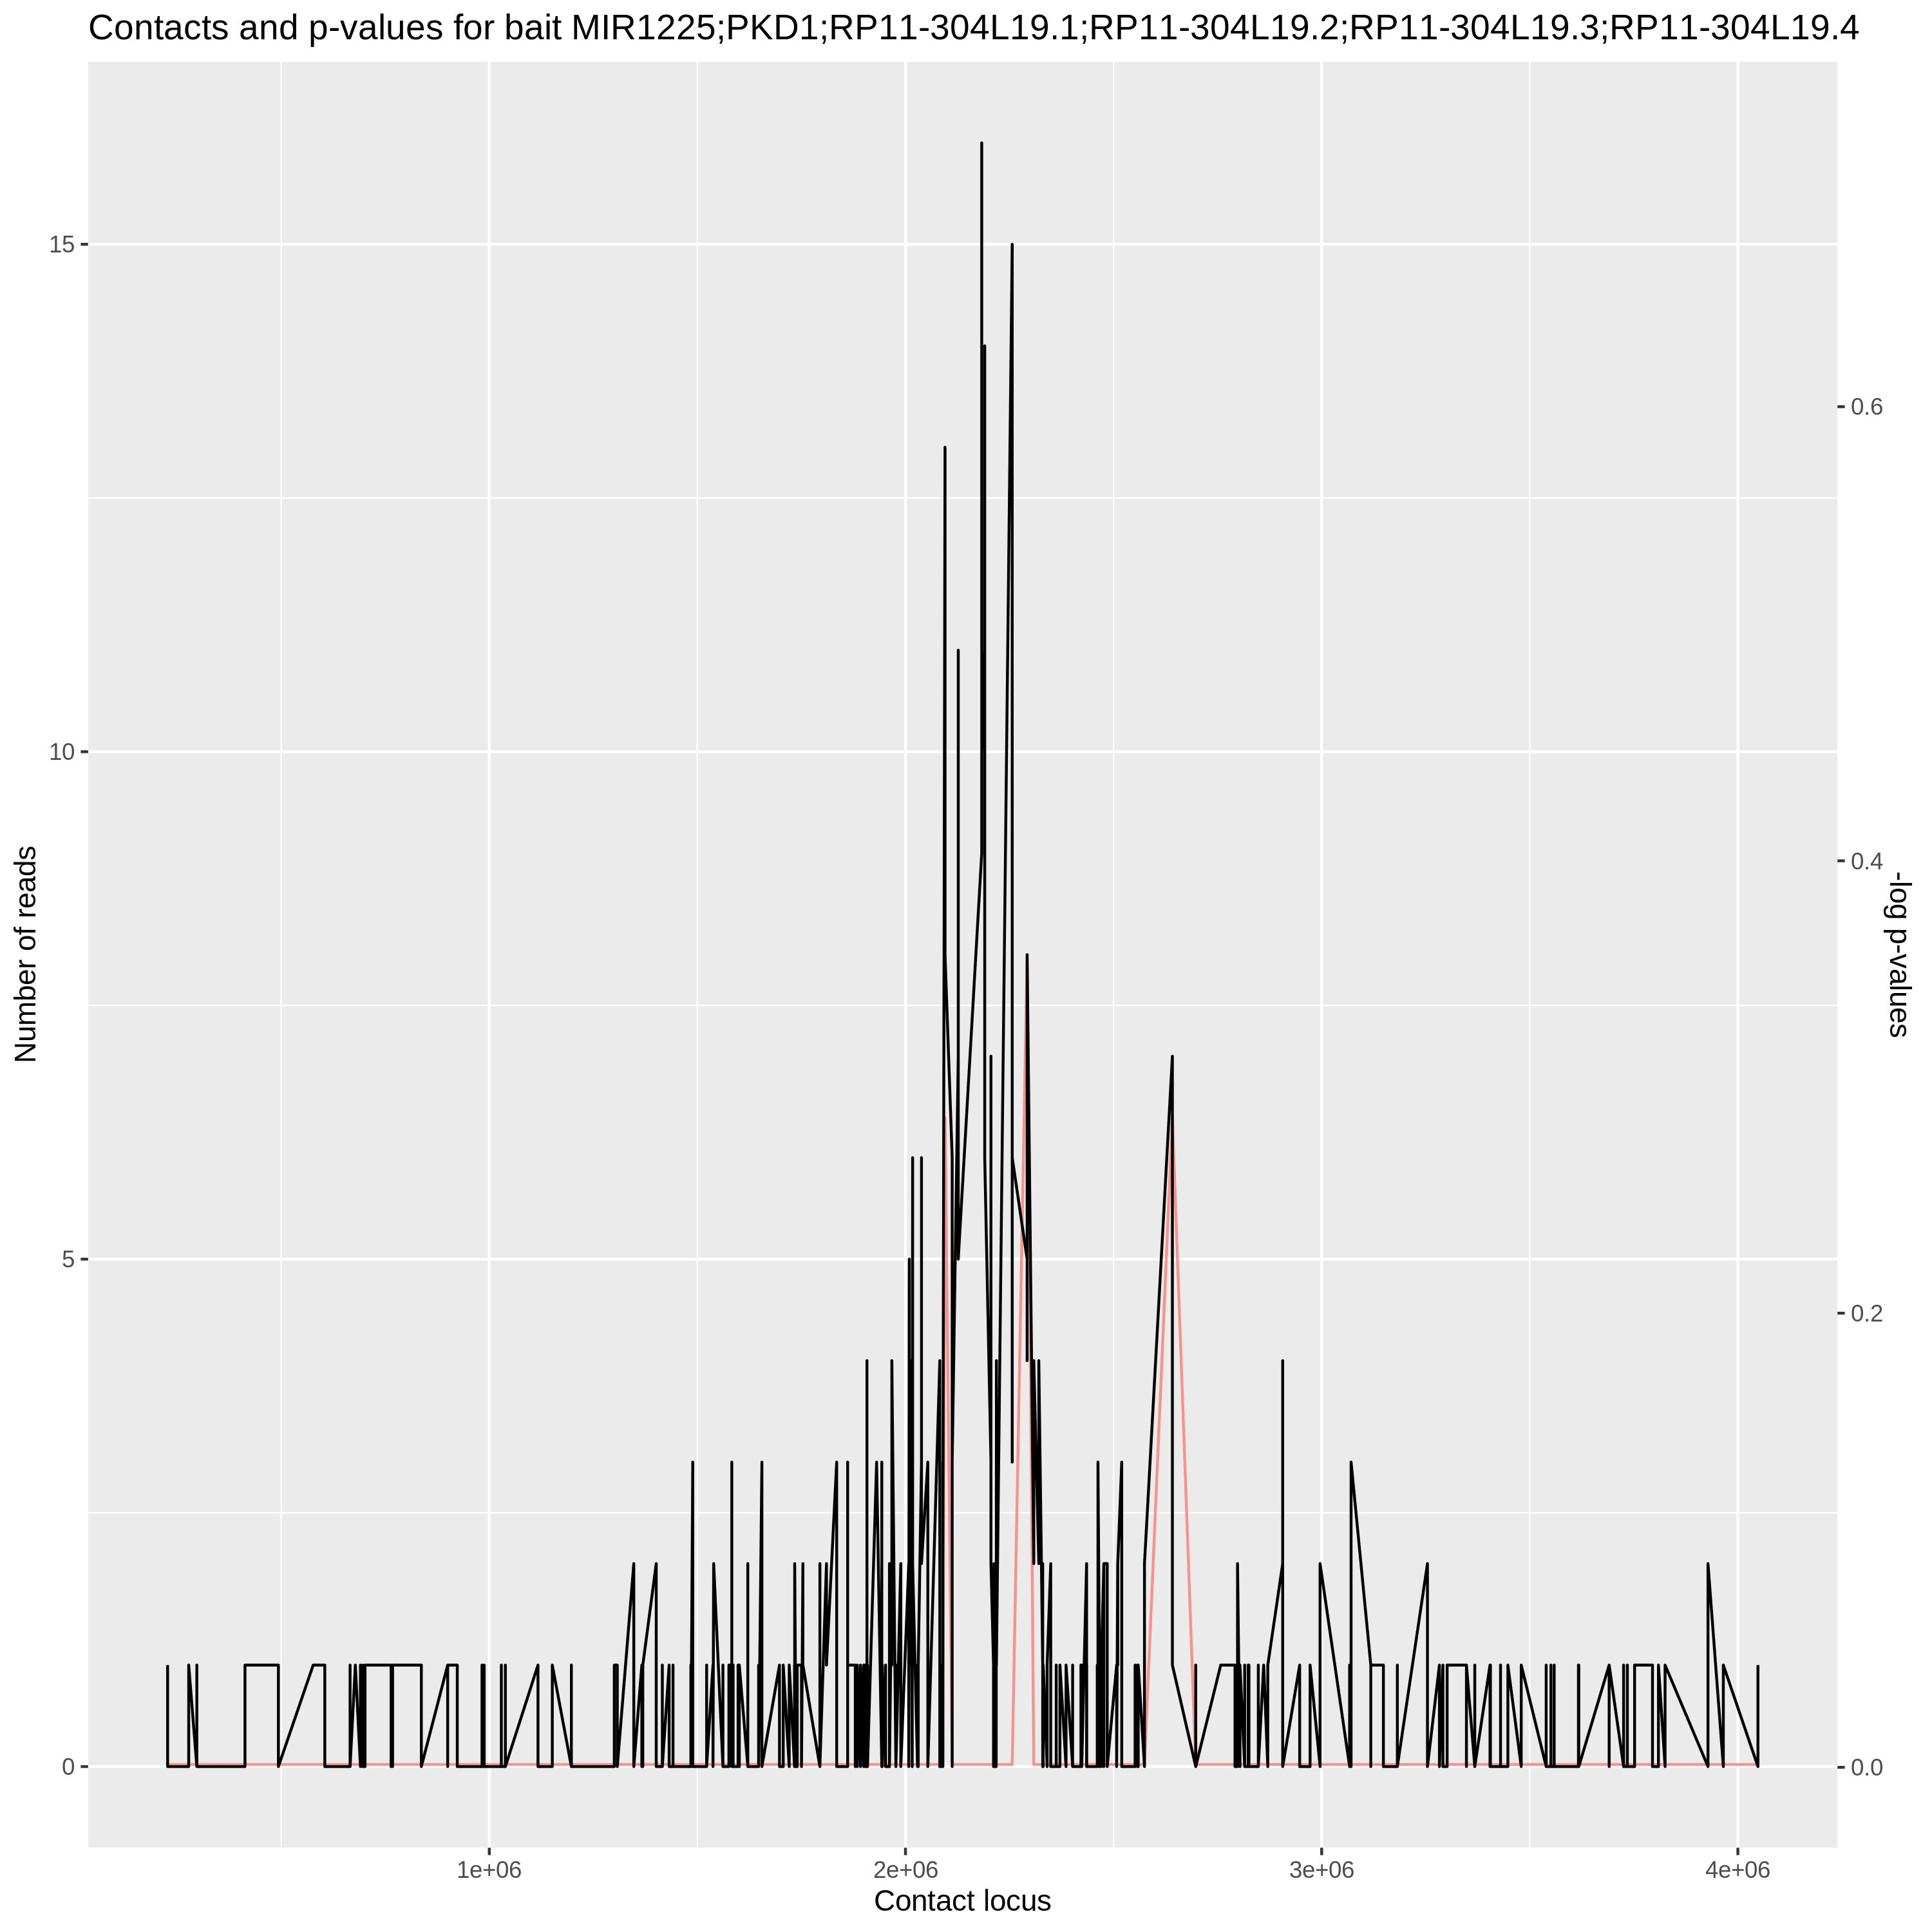 Contacts and p-values for bait MIR1225;PKD1;RP11-304L19.1;RP11-304L19.2;RP11-304L19.3;RP11-304L19.4
15
10
5
0
Number of reads
0.6
0.4
0.2
0.0
-log p-values
1e+06
2e+06
3e+06
4e+06
Contact locus